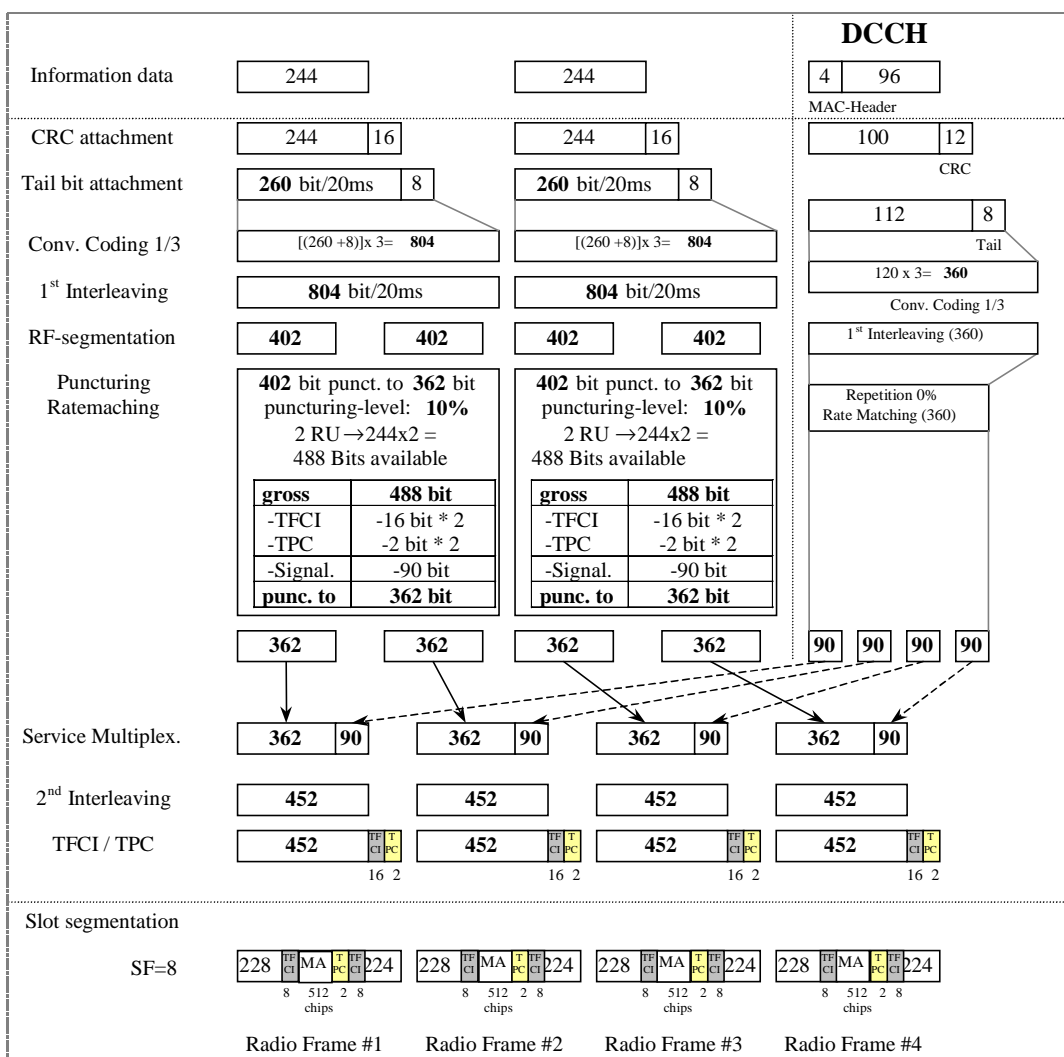 DCCH
Information data 244 244 4 96
MAC-Header
CRC attachment 244 16 244 16 100 12
CRC
Tail bit attachment 260 bit/20ms 8 260 bit/20ms 8
112 8
Tail
Conv. Coding 1/3 [(260 +8)]x 3= 804 [(260 +8)]x 3= 804
120 x 3= 360
Conv. Coding 1/3
1st Interleaving 804 bit/20ms 804 bit/20ms
RF-segmentation 402 402 402 402 1st Interleaving (360)
Puncturing
Ratemaching
402 bit punct. to 362 bit
puncturing-level: 10%
2 RU →244x2 =
488 Bits available
gross 488 bit
-TFCI -16 bit * 2
-TPC -2 bit * 2
-Signal. -90 bit
punc. to 362 bit
402 bit punct. to 362 bit
puncturing-level: 10%
2 RU →244x2 =
488 Bits available
gross 488 bit
-TFCI -16 bit * 2
-TPC -2 bit * 2
-Signal. -90 bit
punc. to 362 bit
Repetition 0%
Rate Matching (360)
362 362 362 362 90 90 90 90
Service Multiplex. 362 90 362 90 362 90 362 90
2nd Interleaving 452 452 452 452
TFCI / TPC 452 TF CI T PC 452 TF CI T PC 452 TF CI T PC 452 TF CI T PC
16 2 16 2 16 2 16 2
Slot segmentation
SF=8 228 TF CI MA T PC TF CI 224 228 TF CI MA T PC TF CI 224 228 TF CI MA T PC TF CI 224 228 TF CI MA T PC TF CI 224
8 512 2 8 8 512 2 8 8 512 2 8 8 512 2 8
chips chips chips chips
Radio Frame #1 Radio Frame #2 Radio Frame #3 Radio Frame #4